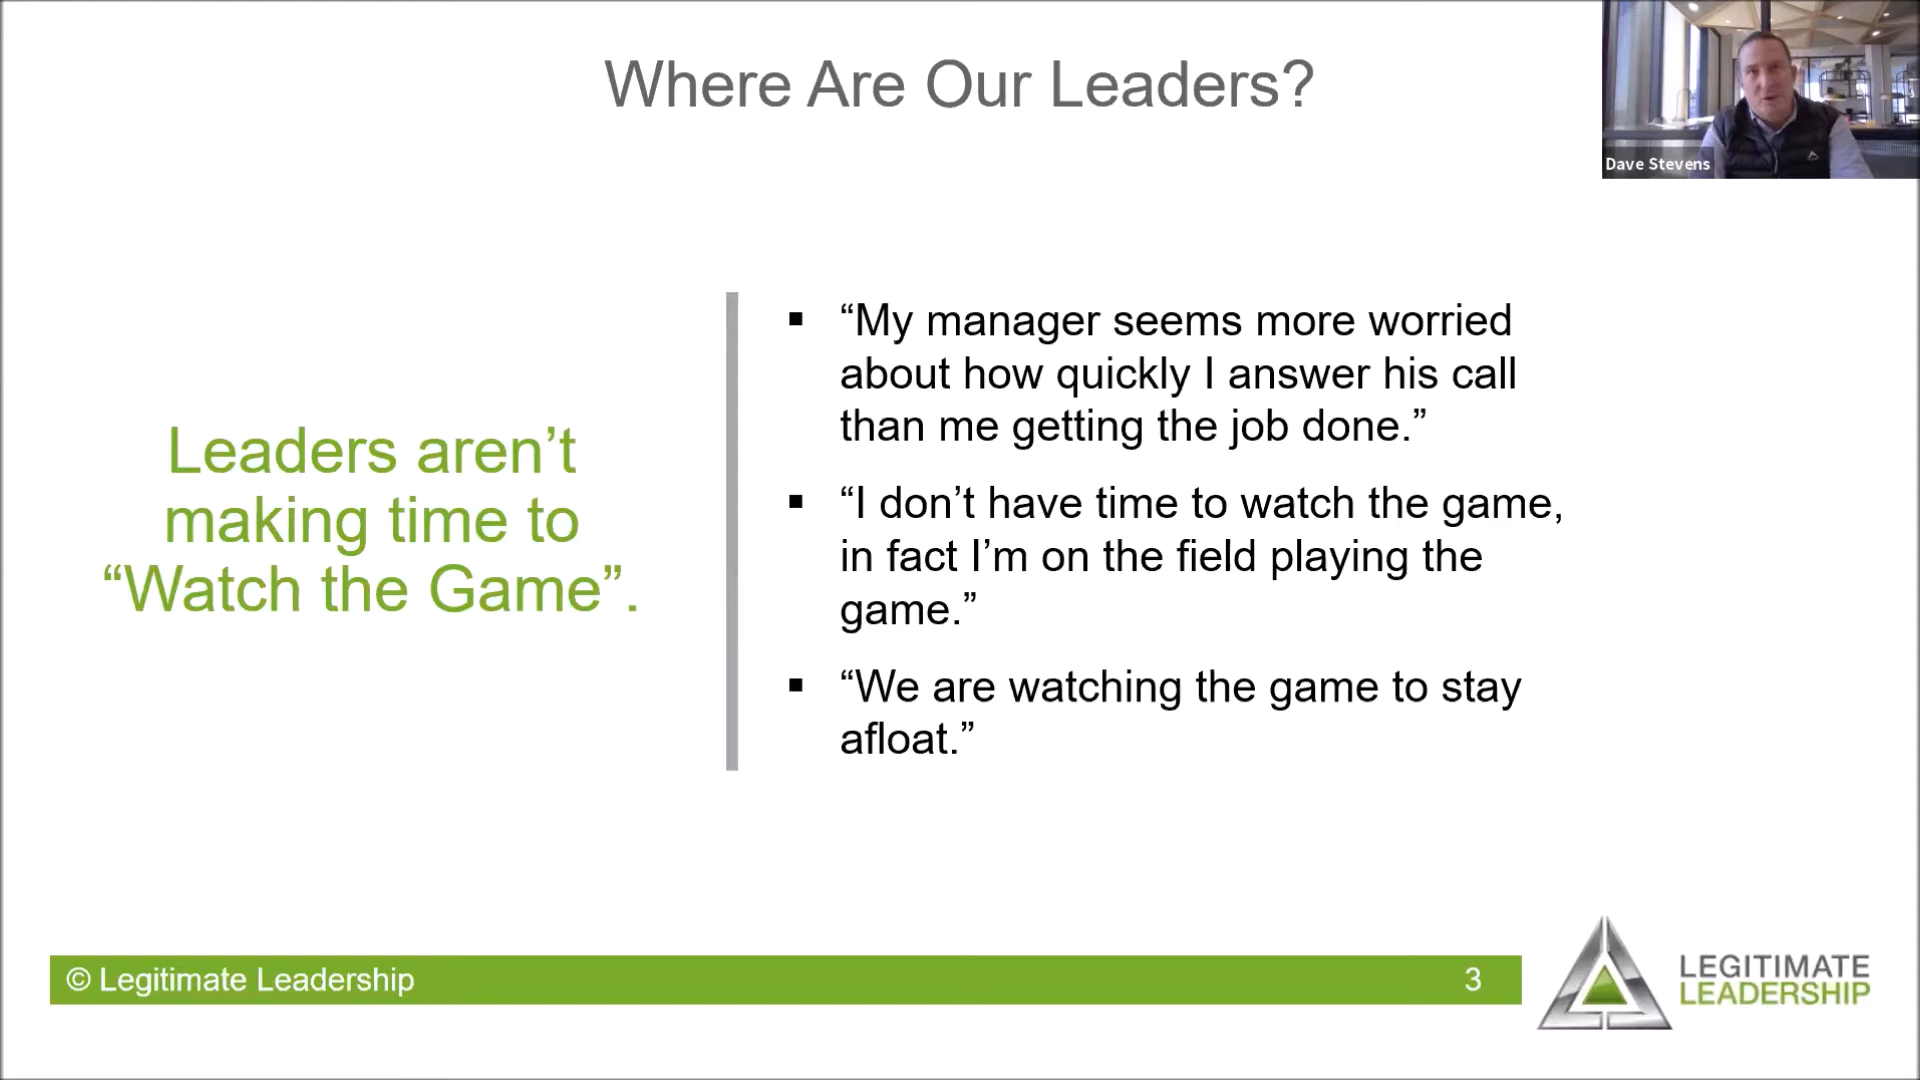 Where Are Our Leaders?
Dave Stevens
Leaders aren’t
making time to
“Watch the Game”.
▪ “My manager seems more worried
about how quickly I answer his call
than me getting the job done.”
▪ “I don’t have time to watch the game,
in fact I’m on the field playing the
game.”
▪ “We are watching the game to stay
afloat.”
© Legitimate Leadership
3
LEGITIMATE
LEADERSHIP